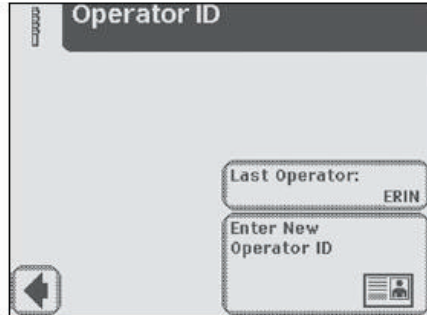 Operator ID
Last Operator:
ERIN
Enter New
Operator ID